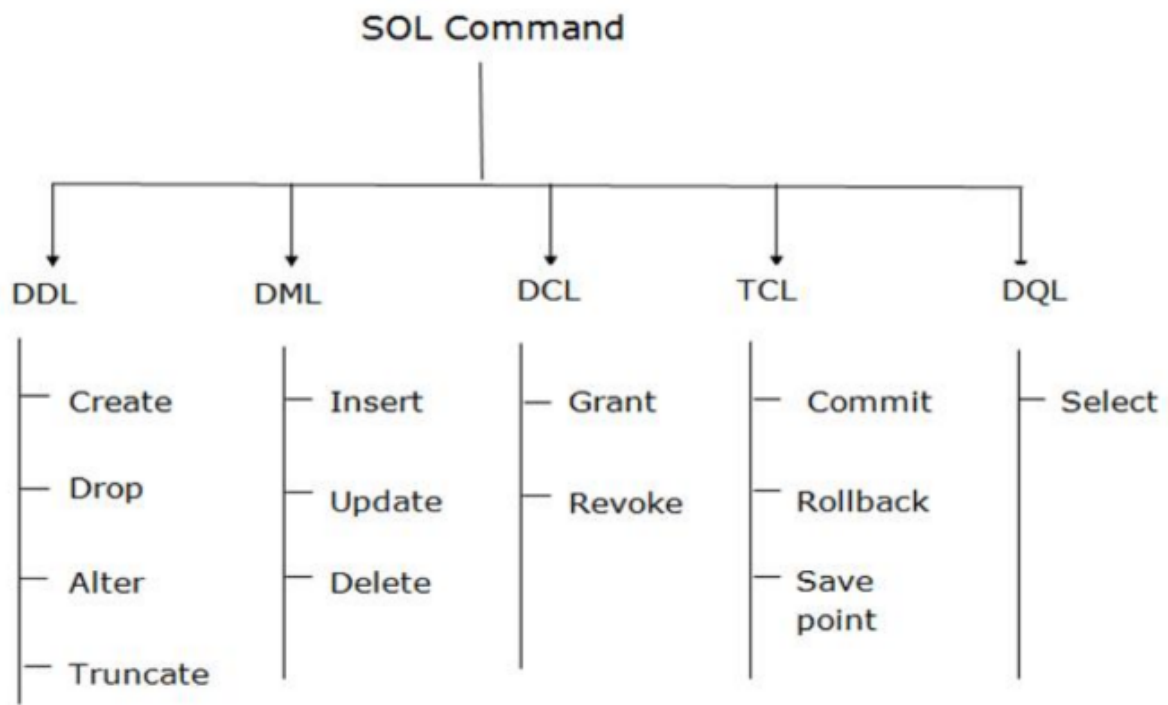 SOL Command
DDL
DML
DCL
TCL
DQL
Create
Drop
Alter
Truncate
Insert
Update
Delete
Grant
Revoke
Commit
Rollback
Save
point
Select